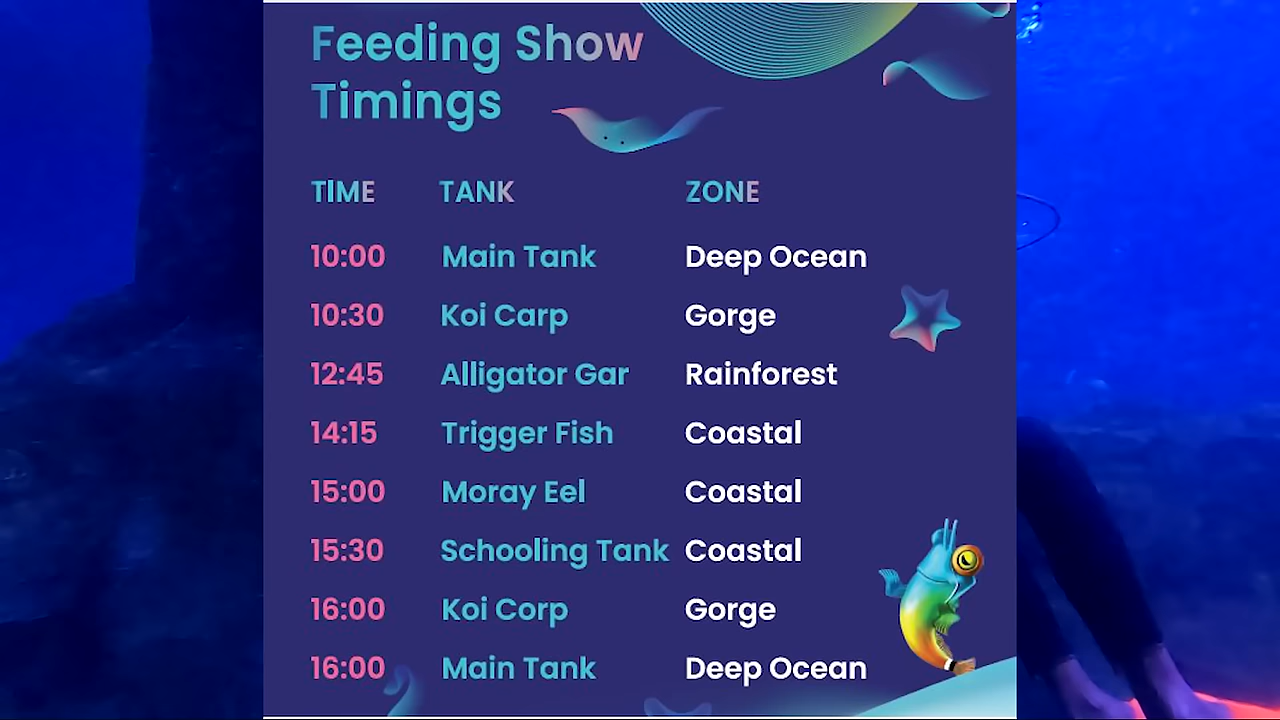 Feeding Show
Timings
TIME TANK ZONE
10:00 Main Tank Deep Ocean
10:30 Koi Carp Gorge
12:45 Alligator Gar Rainforest
14:15 Trigger Fish Coastal
15:00 Moray Eel Coastal
15:30 Schooling Tank Coastal
16:00 Koi Corp Gorge
16:00 Main Tank Deep Ocean